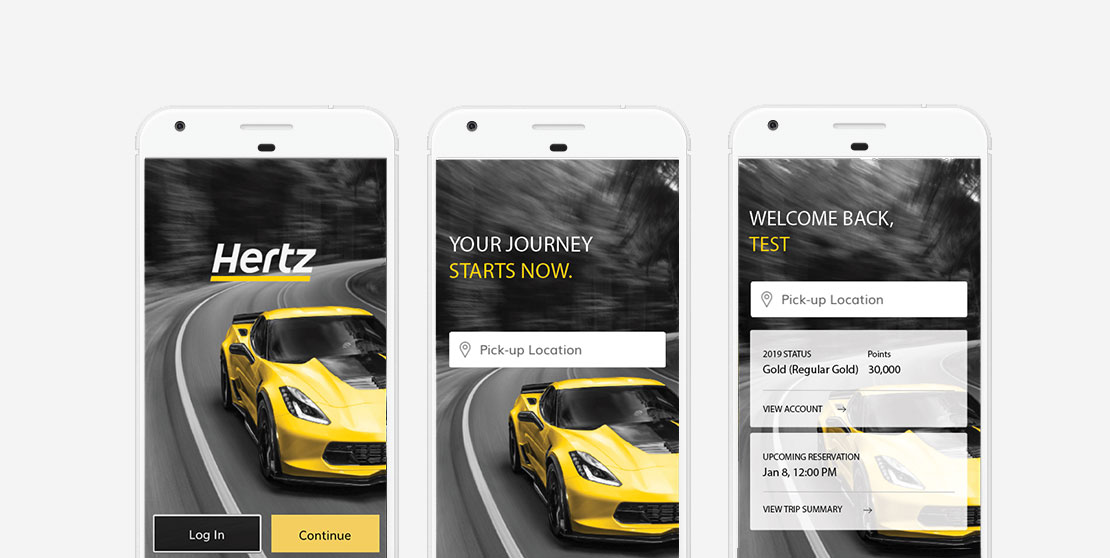 Hertz
Log In
Continue
YOUR JOURNEY
STARTS NOW.
Pick-up Location
WELCOME BACK,
TEST
Pick-up Location
2019 STATUS
Points
Gold (Regular Gold)
30,000
VIEW ACCOUNT
UPCOMING RESERVATION
Jan 8, 12:00 PM
VIEW TRIP SUMMARY